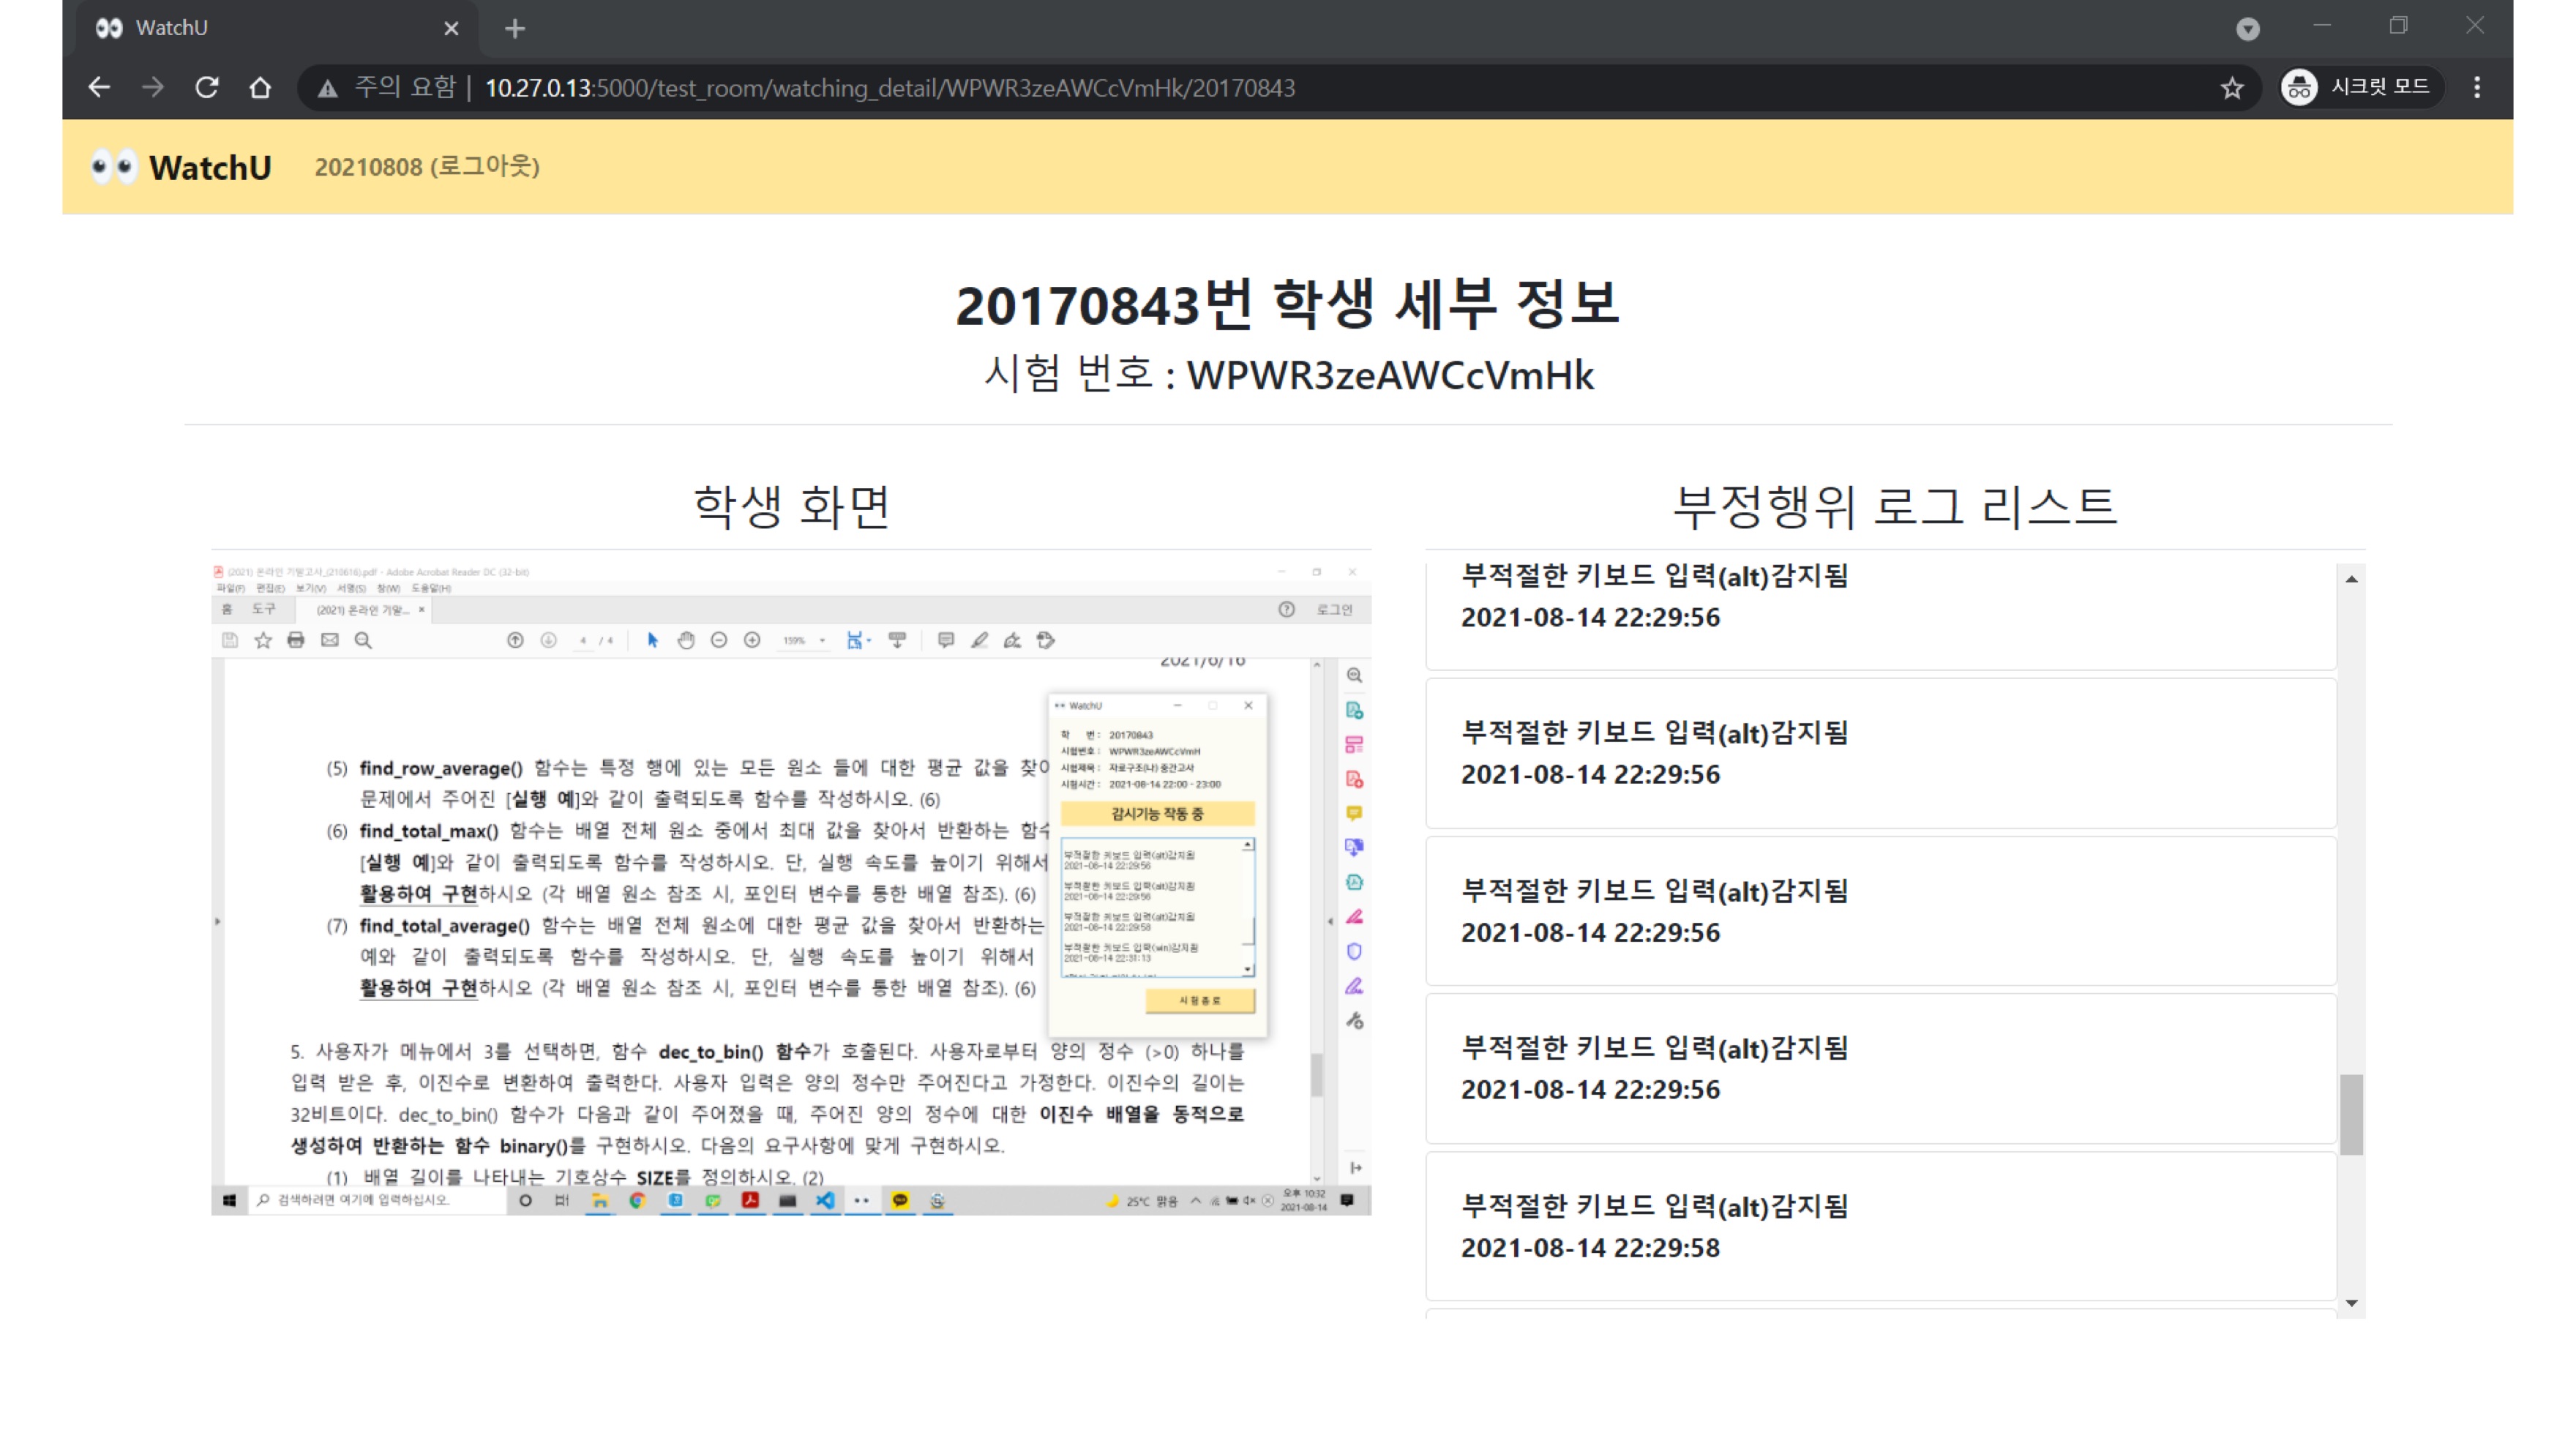 WatchU
주의 요함 | 10.27.0.13:5000/test_room/watching_detail/WPWR3zeAWCcVmHk/20170843
시크릿 모드
WatchU 20210808 (로그아웃)
20170843번 학생 세부 정보
시험 번호 : WPWR3zeAWCcVmHk
학생 화면
(2021) 온라인 기말고사_(210616).pdf - Adobe Acrobat Reader DC (32-bit)
파일(F) 편집(E) 보기(V) 서명(S) 창(W) 도움말(H)
홈 도구 (2021) 온라인 기말... ×
로그인
4 / 4 159%
2021/6/16
(5) find_row_average() 함수는 특정 행에 있는 모든 원소 들에 대한 평균 값을 찾아
문제에서 주어진 [실행 예]와 같이 출력되도록 함수를 작성하시오. (6)
(6) find_total_max() 함수는 배열 전체 원소 중에서 최대 값을 찾아서 반환하는 함수
[실행 예]와 같이 출력되도록 함수를 작성하시오. 단, 실행 속도를 높이기 위해서
활용하여 구현하시오 (각 배열 원소 참조 시, 포인터 변수를 통한 배열 참조). (6)
(7) find_total_average() 함수는 배열 전체 원소에 대한 평균 값을 찾아서 반환하는
예와 같이 출력되도록 함수를 작성하시오. 단, 실행 속도를 높이기 위해서
활용하여 구현하시오 (각 배열 원소 참조 시, 포인터 변수를 통한 배열 참조). (6)
5. 사용자가 메뉴에서 3를 선택하면, 함수 dec_to_bin() 함수가 호출된다. 사용자로부터 양의 정수 (>0) 하나를
입력 받은 후, 이진수로 변환하여 출력한다. 사용자 입력은 양의 정수만 주어진다고 가정한다. 이진수의 길이는
32비트이다. dec_to_bin() 함수가 다음과 같이 주어졌을 때, 주어진 양의 정수에 대한 이진수 배열을 동적으로
생성하여 반환하는 함수 binary()를 구현하시오. 다음의 요구사항에 맞게 구현하시오.
(1) 배열 길이를 나타내는 기호상수 SIZE를 정의하시오. (2)
WatchU
학 번 : 20170843
시험번호 : WPWR3zeAWCcVmH
시험제목 : 자료구조(나) 중간고사
시험시간 : 2021-08-14 22:00 - 23:00
감시기능 작동 중
부적절한 키보드 입력(alt)감지됨
2021-08-14 22:29:56
부적절한 키보드 입력(alt)감지됨
2021-08-14 22:29:56
부적절한 키보드 입력(alt)감지됨
2021-08-14 22:29:58
부적절한 키보드 입력(win)감지됨
2021-08-14 22:31:13
시험종료
검색하려면 여기에 입력하십시오.
25°C 맑음
오후 10:32
2021-08-14
부정행위 로그 리스트
부적절한 키보드 입력(alt)감지됨
2021-08-14 22:29:56
부적절한 키보드 입력(alt)감지됨
2021-08-14 22:29:56
부적절한 키보드 입력(alt)감지됨
2021-08-14 22:29:56
부적절한 키보드 입력(alt)감지됨
2021-08-14 22:29:56
부적절한 키보드 입력(alt)감지됨
2021-08-14 22:29:58